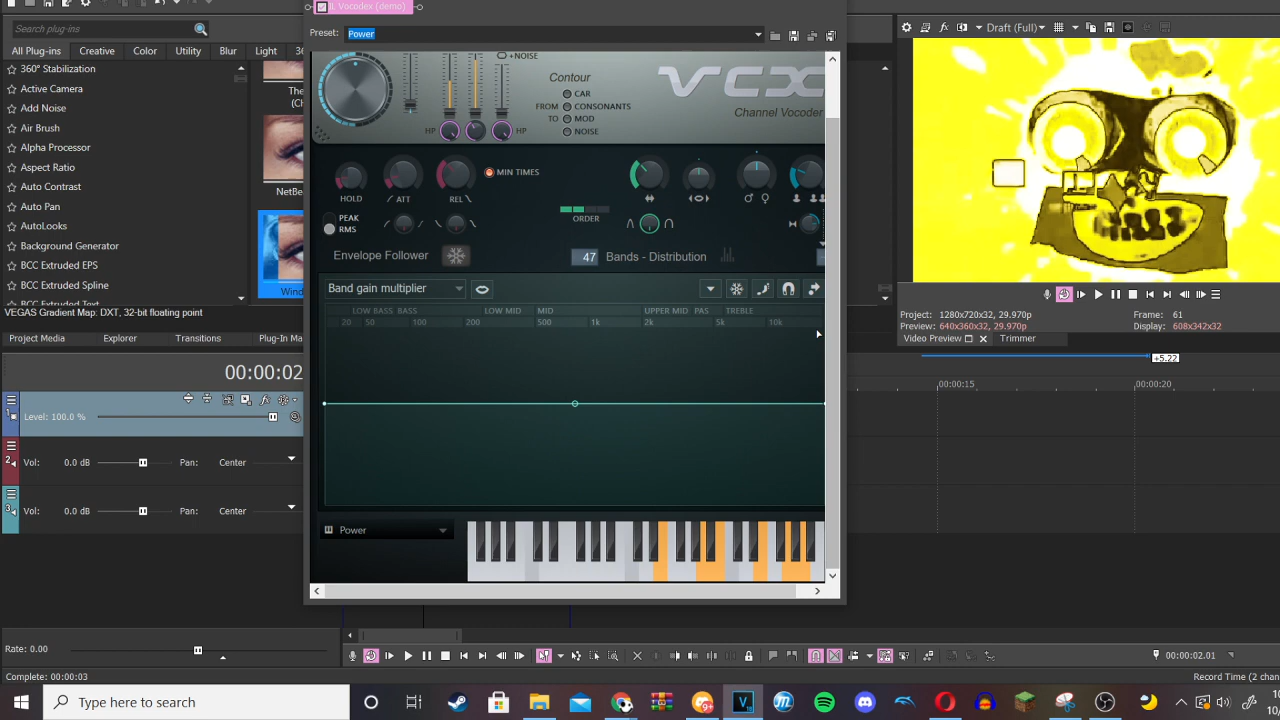 8. Vocodex (demo)
Preset: Power
Search plug-ins
Draft (Full)
All Plug-ins Creative Color Utility Blur Light
360° Stabilization
Active Camera
Add Noise
Air Brush
Alpha Processor
Aspect Ratio
Auto Contrast
Auto Pan
AutoLooks
Background Generator
BCC Extruded EPS
BCC Extruded Spline
BCC Extruded Text
NetBe
Wind
VEGAS Gradient Map: DXT, 32-bit floating point
Project Media Explorer Transitions Plug-In Ma
+NOISE
Contour
CAR
FROM CONSONANTS
TO MOD
NOISE
HP HP
VCX
Channel Vocoder
HOLD ATT REL
MIN TIMES
PEAK
RMS
ORDER
Envelope Follower
47 Bands - Distribution
Band gain multiplier
LOW BASS BASS LOW MID MID UPPER MID PAS TREBLE
20 50 100 200 500 1k 2k 5k 10k
Power
Project: 1280x720x32, 29.970p
Frame: 61
Preview: 640x360x32, 29.970p
Display: 608x342x32
Video Preview Trimmer
+5.22
00:00:02
00:00:15 00:00:20
1 Level: 100.0 %
2 Vol: 0.0 dB Pan: Center
3 Vol: 0.0 dB Pan: Center
Rate: 0.00
00:00:02.01
Complete: 00:00:03
Record Time (2 chan
Type here to search